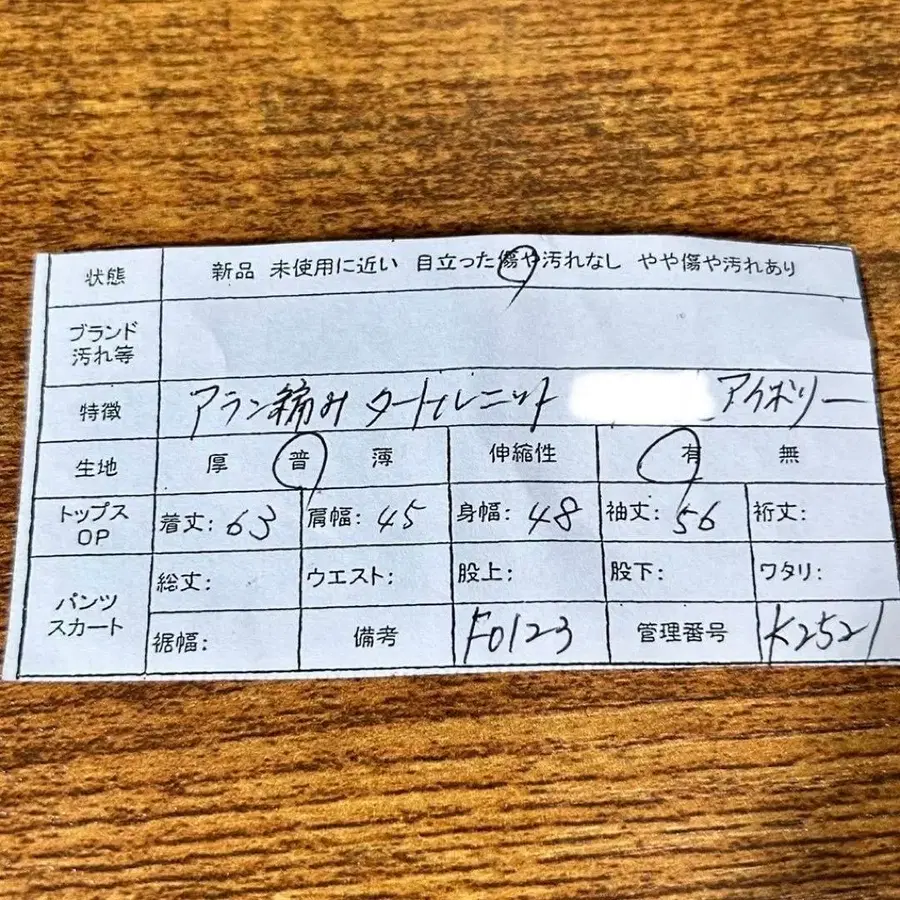 状態 新品 未使用に近い 目立った傷や汚れなし やや傷や汚れあり
ブランド
汚れ等
特徴 アラン編み タートルニット アイボリー
生地 厚 普 薄 伸縮性 有 無
トップス
OP
着丈: 63 肩幅: 45 身幅: 48 袖丈: 56 裄丈:
パンツ
スカート
総丈: ウエスト: 股上: 股下: ワタリ:
裾幅: 備考 F0123 管理番号 K2521